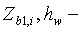 Z_{b1,i}, h_w −